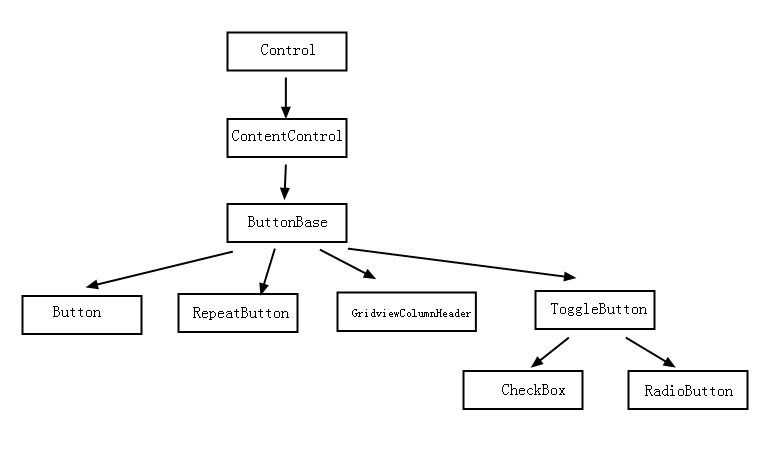 Control
ContentControl
ButtonBase
Button
RepeatButton
GridviewColumnHeader
ToggleButton
CheckBox
RadioButton